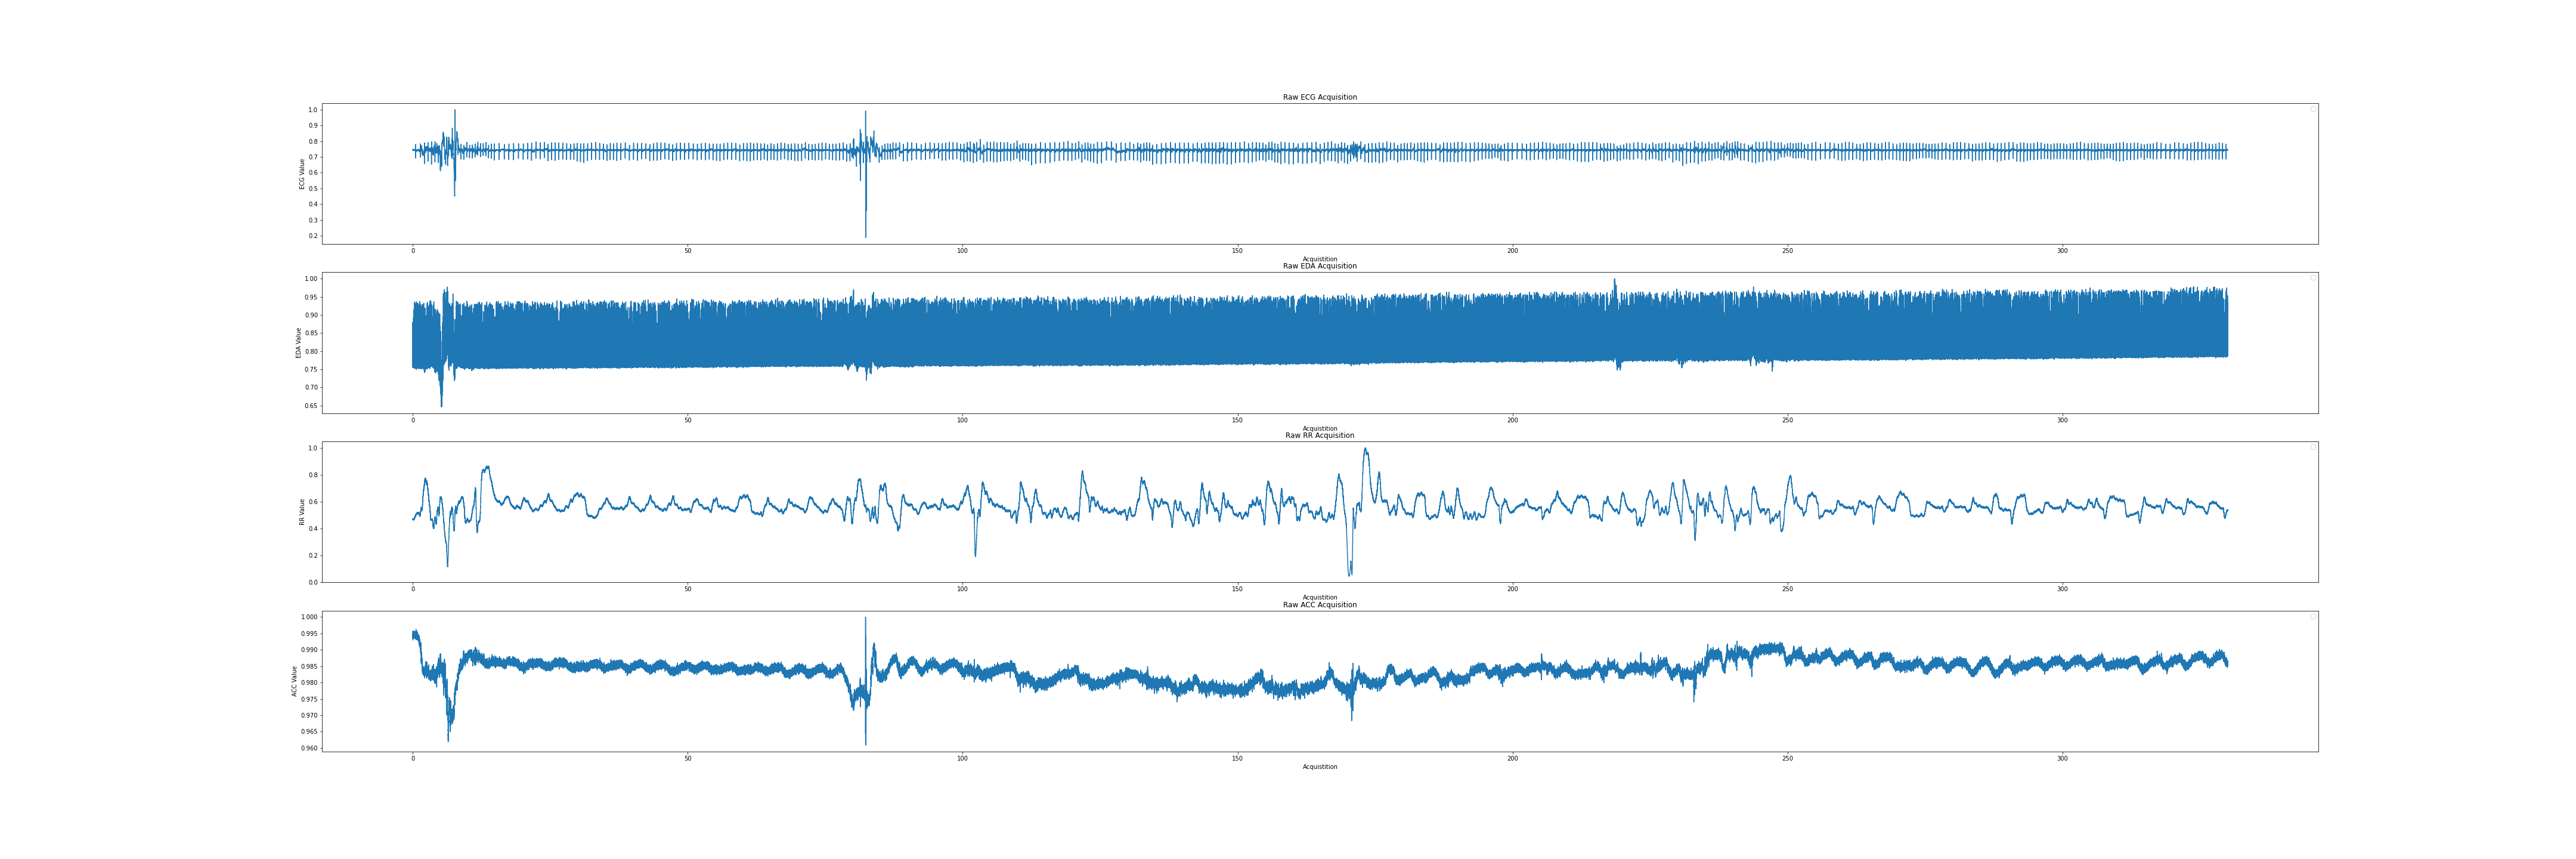 Raw ECG Acquisition
1.0
0.9
0.8
0.7
0.6
0.5
0.4
0.3
0.2
ECG Value
0 50 100 150 200 250 300
Acquistition
Raw EDA Acquisition
1.00
0.95
0.90
0.85
0.80
0.75
0.70
0.65
EDA Value
0 50 100 150 200 250 300
Acquistition
Raw RR Acquisition
1.0
0.8
0.6
0.4
0.2
0.0
RR Value
0 50 100 150 200 250 300
Acquistition
Raw ACC Acquisition
1.000
0.995
0.990
0.985
0.980
0.975
0.970
0.965
0.960
ACC Value
0 50 100 150 200 250 300
Acquistition